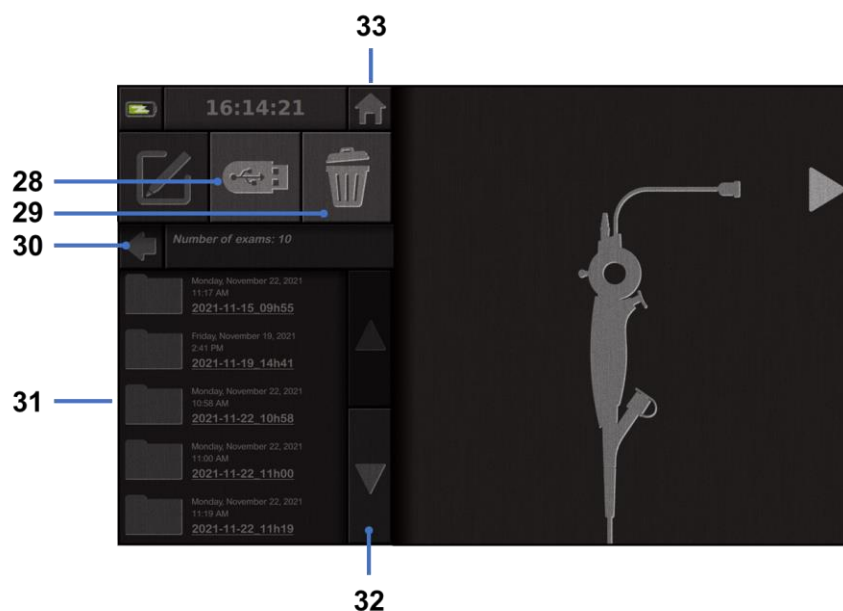 33
16:14:21
28
29
30
Number of exams: 10
Monday, November 22, 2021
11:17 AM
2021-11-15_09h55
Friday, November 19, 2021
2:41 PM
2021-11-19_14h41
31
Monday, November 22, 2021
10:58 AM
2021-11-22_10h58
Monday, November 22, 2021
11:00 AM
2021-11-22_11h00
Monday, November 22, 2021
11:19 AM
2021-11-22_11h19
32